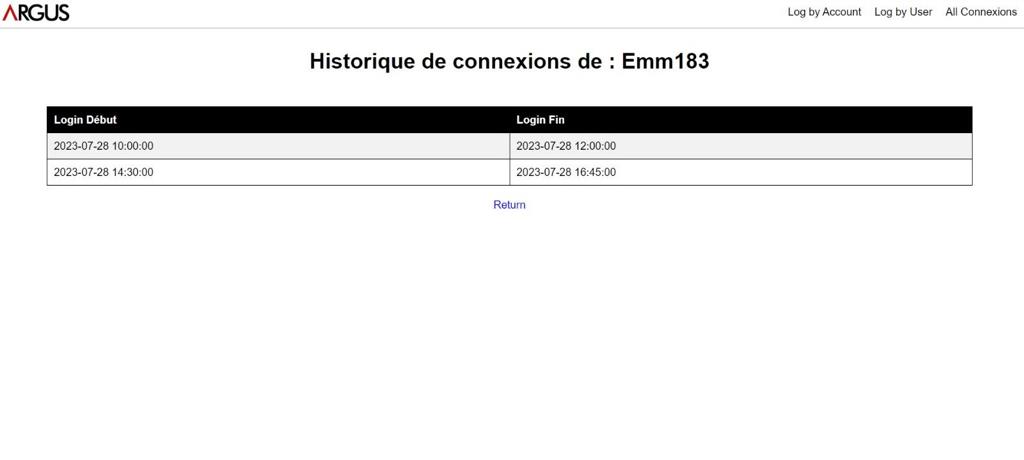 ARGUS
Log by Account Log by User All Connexions
Historique de connexions de : Emm183
Login Début Login Fin
2023-07-28 10:00:00 2023-07-28 12:00:00
2023-07-28 14:30:00 2023-07-28 16:45:00
Return